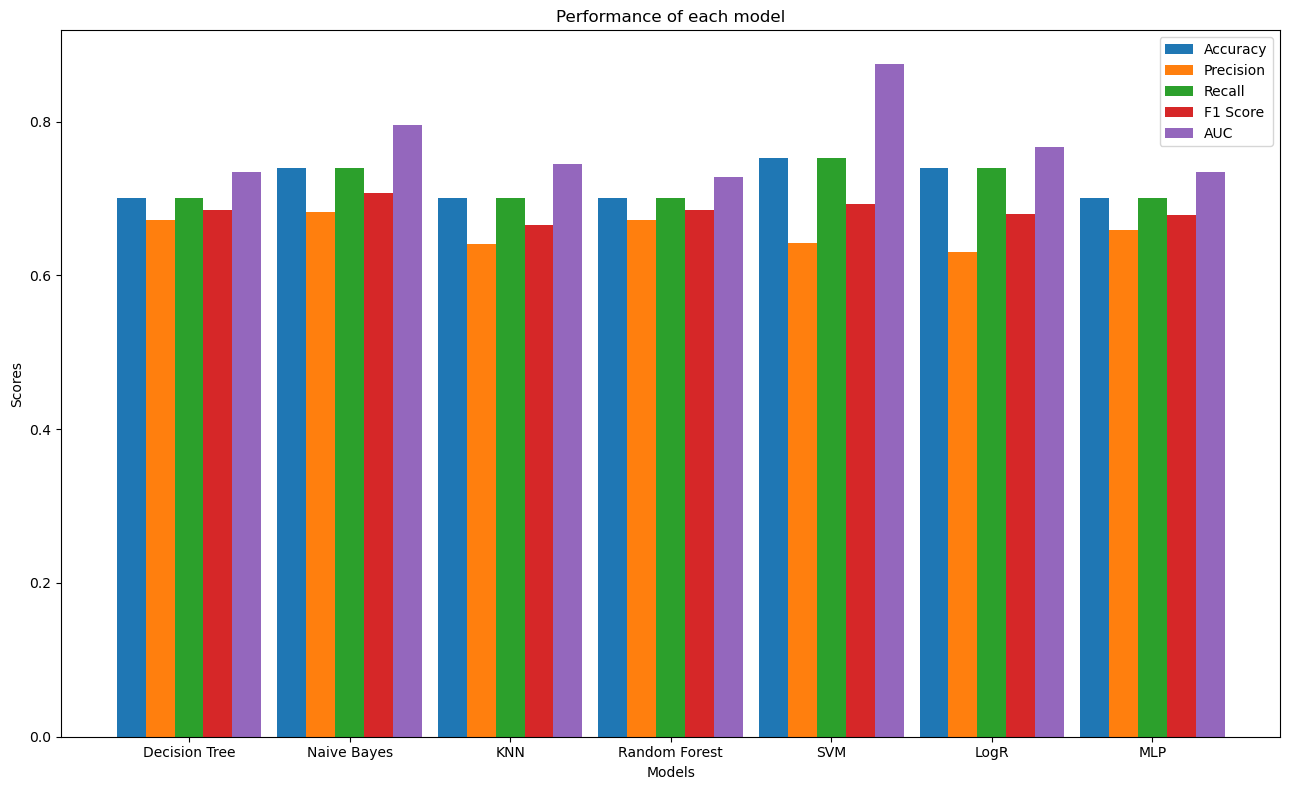 Performance of each model
Accuracy
Precision
Recall
F1 Score
AUC
0.8
0.6
0.4
0.2
0.0
Scores
Decision Tree
Naive Bayes
KNN
Random Forest
SVM
LogR
MLP
Models